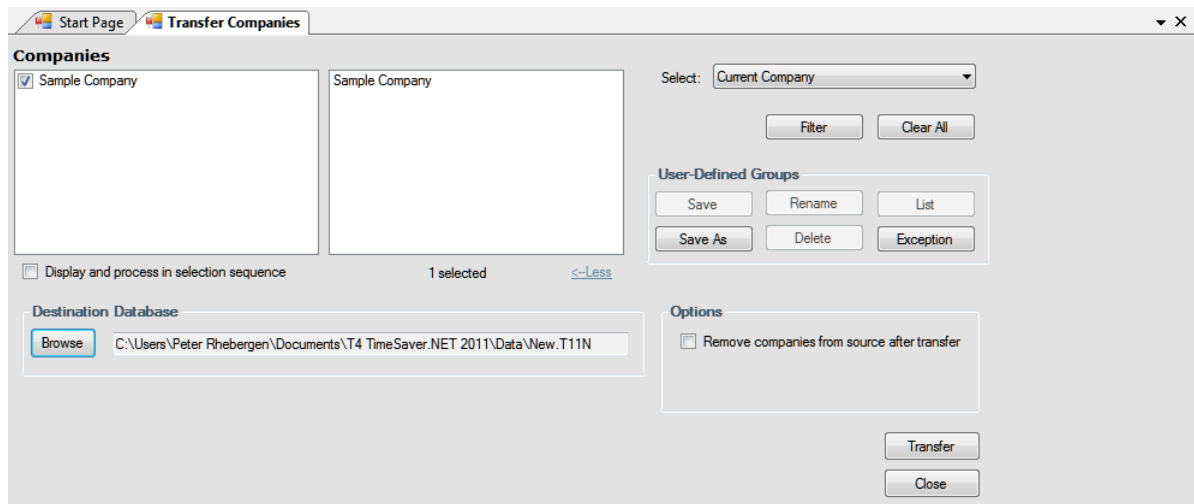 Start Page
Transfer Companies
Companies
Sample Company
Sample Company
Select:
Current Company
Filter
Clear All
User-Defined Groups
Save
Rename
List
Save As
Delete
Exception
Display and process in selection sequence
1 selected
<--Less
Destination Database
Browse
C:\Users\Peter Rhebergen\Documents\T4 TimeSaver.NET 2011\Data\New.T11N
Options
Remove companies from source after transfer
Transfer
Close